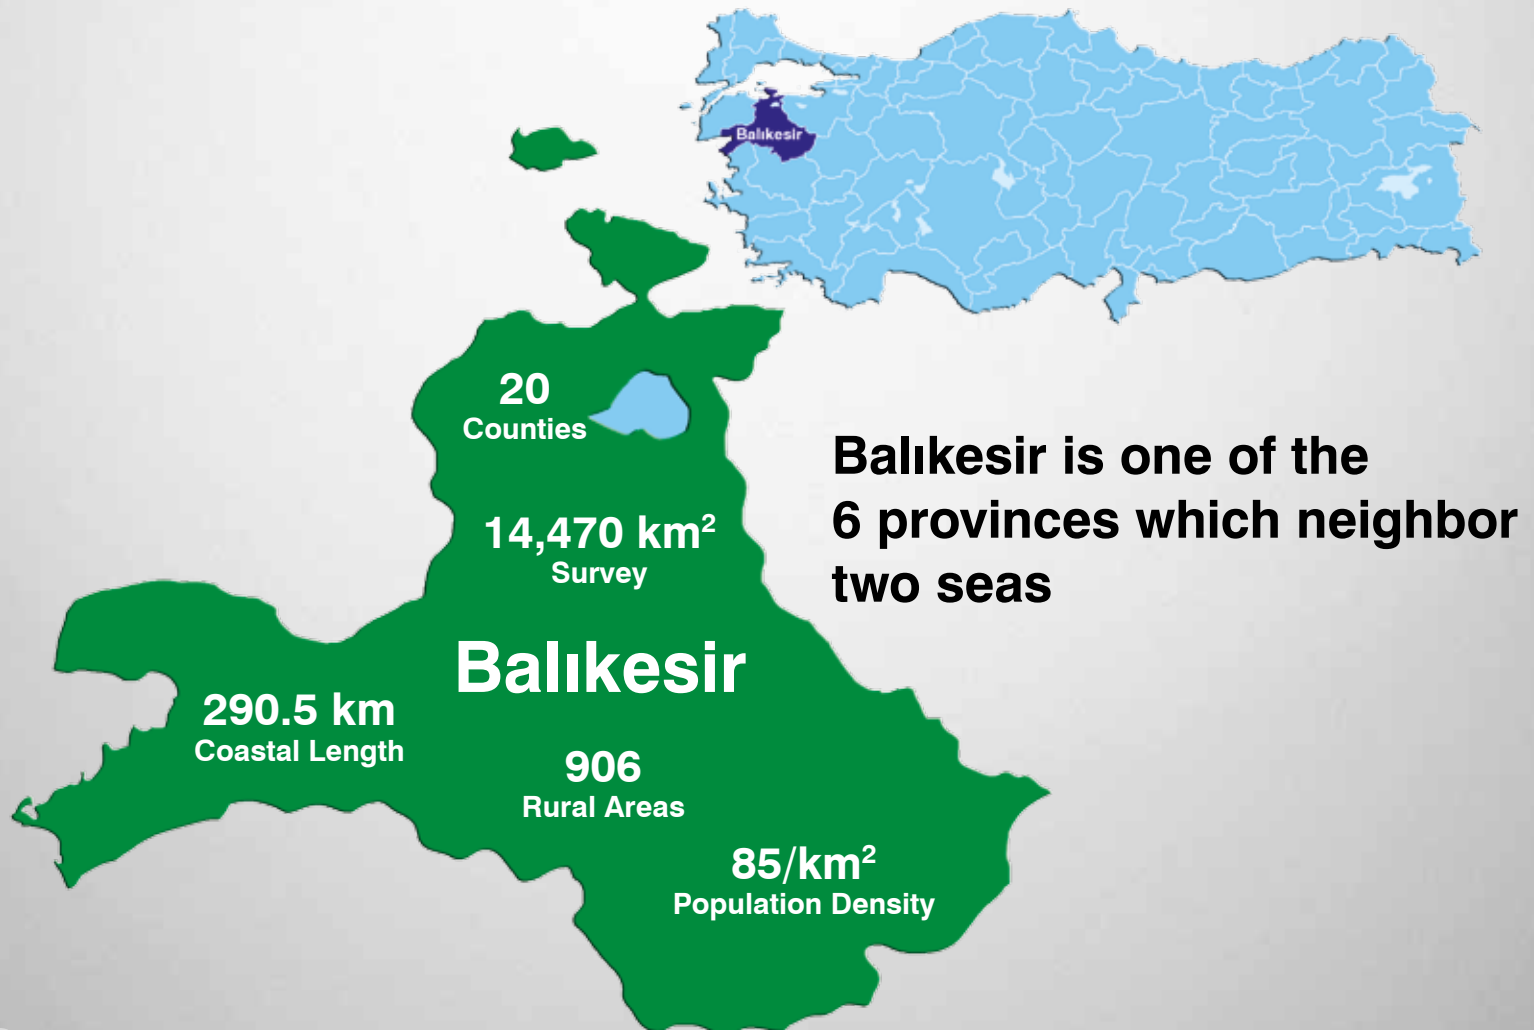 Balıkesir
20
Counties
14,470 km²
Survey
Balıkesir is one of the
6 provinces which neighbor
two seas
Balıkesir
290.5 km
Coastal Length
906
Rural Areas
85/km²
Population Density